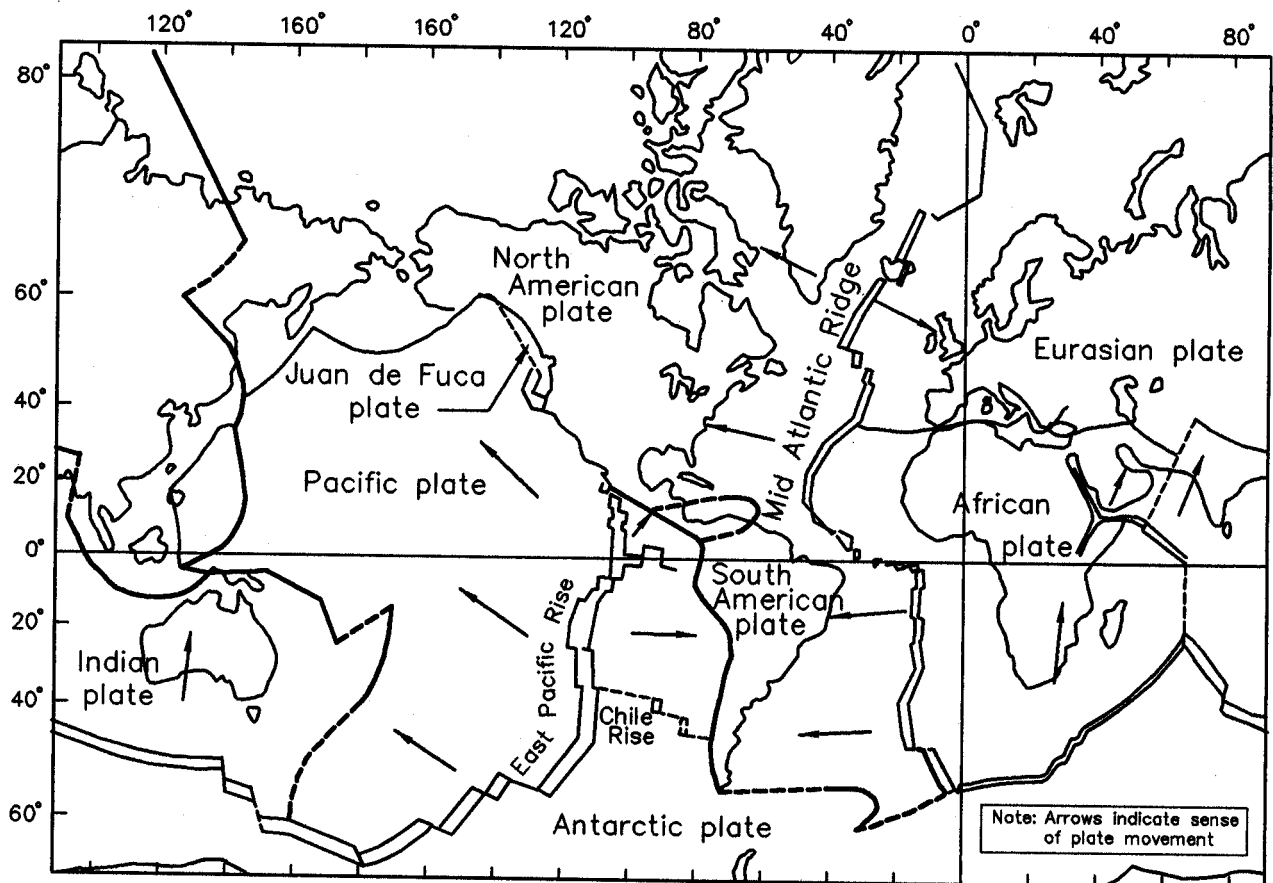 120° 160° 160° 120° 80° 40° 0° 40° 80°
80°
60°
40°
20°
0°
20°
40°
60°
North
American
plate
Mid Atlantic Ridge
Eurasian plate
Juan de Fuca
plate
Pacific plate
African
plate
South
American
plate
East Pacific Rise
Indian
plate
Chile
Rise
Antarctic plate
Note: Arrows indicate sense
of plate movement